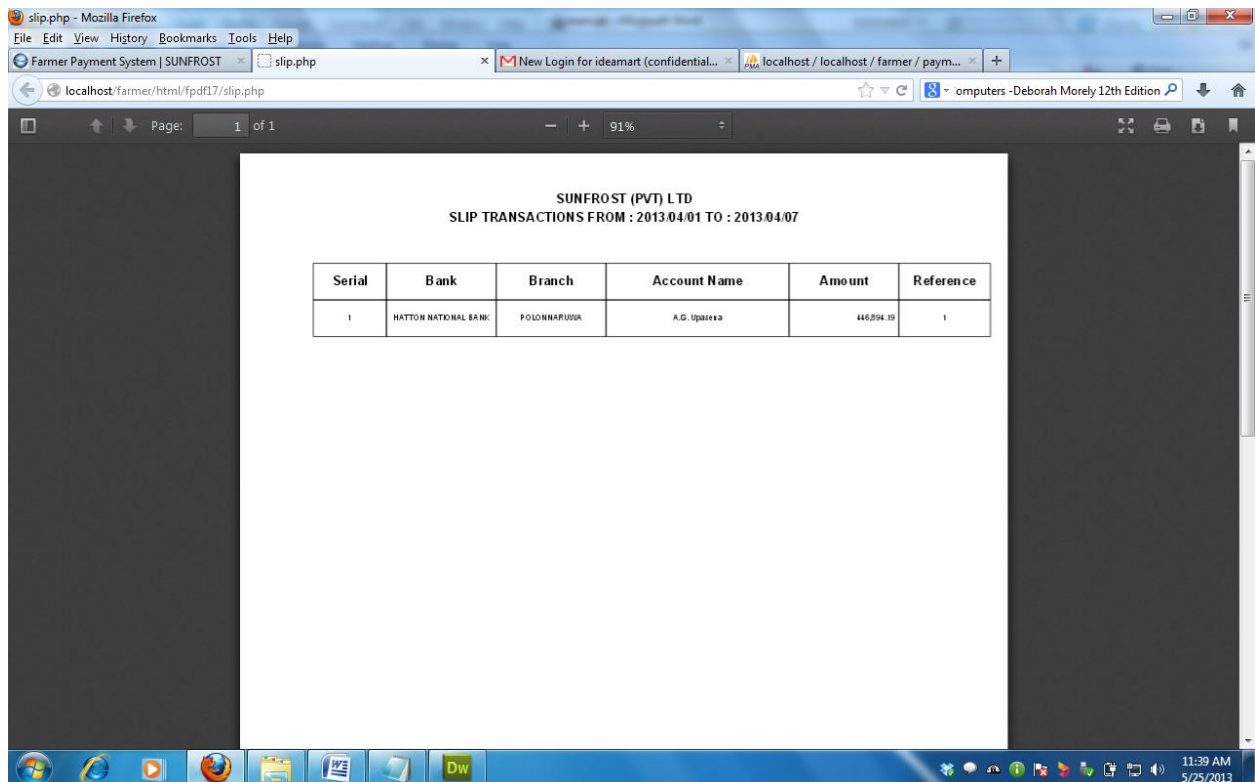 slip.php - Mozilla Firefox
File Edit View History Bookmarks Tools Help
Farmer Payment System | SUNFROST × slip.php × New Login for ideamart (confidential... × localhost / localhost / farmer / paym... × +
localhost/farmer/html/fpdf17/slip.php omputers -Deborah Morely 12th Edition
Page: 1 of 1 − + 91%
SUNFROST (PVT) LTD
SLIP TRANSACTIONS FROM : 2013/04/01 TO : 2013/04/07
Serial Bank Branch Account Name Amount Reference
1 HATTON NATIONAL BANK POLONNARUWA A.G. Upasena 446,894.19 1
Dw
11:39 AM
5/25/2013